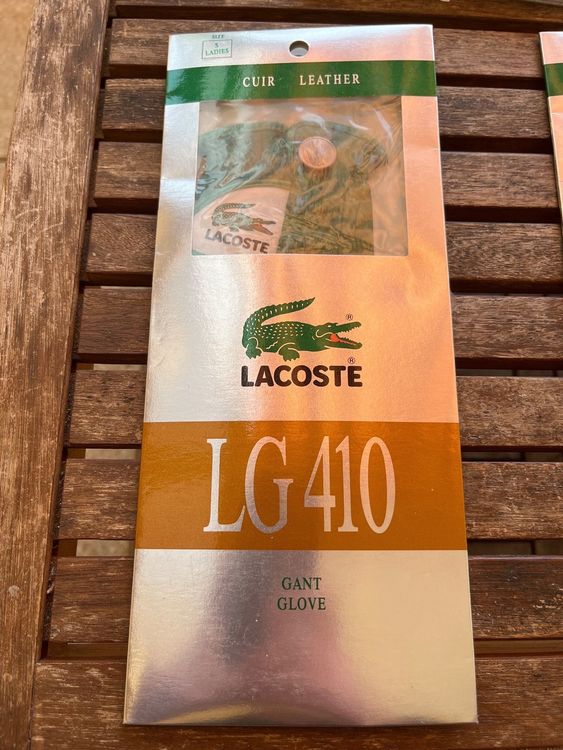 SIZE
LADIES
CUIR LEATHER
LACOSTE
®
®
LACOSTE
LG 410
GANT
GLOVE